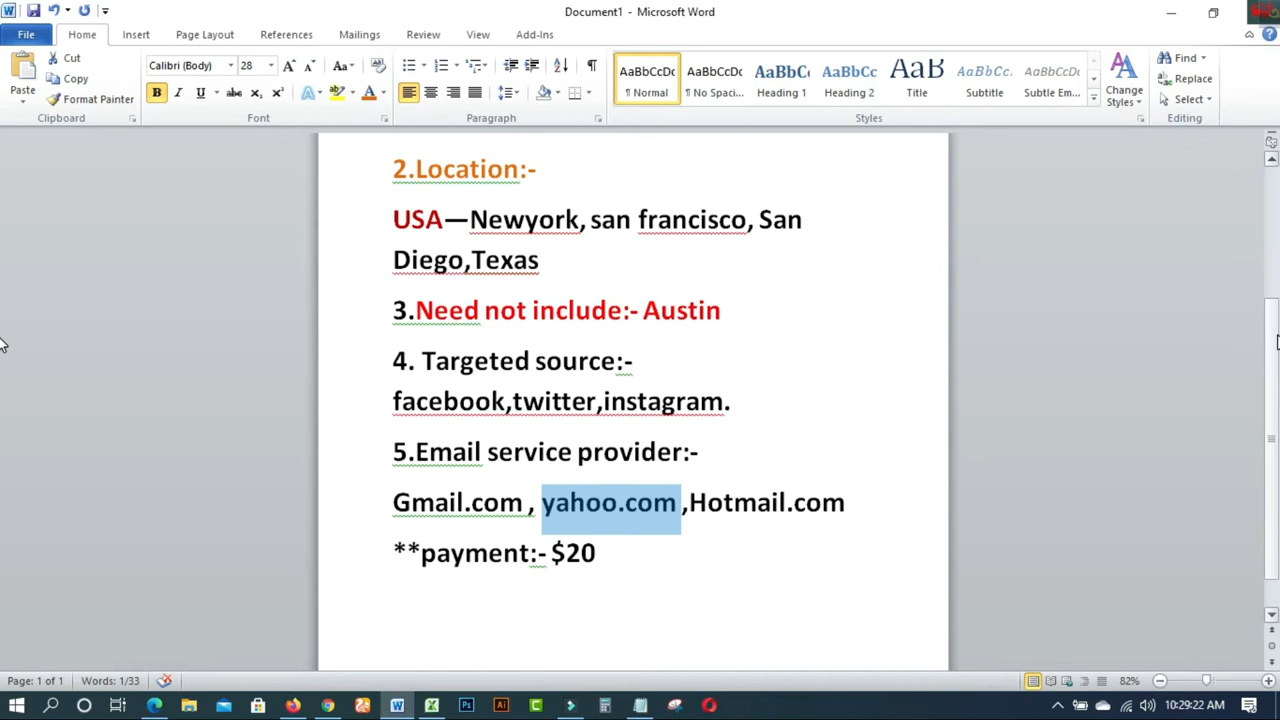 Document1 - Microsoft Word
File Home Insert Page Layout References Mailings Review View Add-Ins
Paste Cut Copy Format Painter
Calibri (Body) 28
AaBbCcDc AaBbCcDc AaBbC AaBbCc AaB AaBbCc. AaBbCcDc
¶ Normal ¶ No Spaci... Heading 1 Heading 2 Title Subtitle Subtle Em...
Change Styles
Find Replace Select
Clipboard Font Paragraph Styles Editing
2.Location:-
USA—Newyork, san francisco, San
Diego,Texas
3.Need not include:- Austin
4. Targeted source:-
facebook,twitter,instagram.
5.Email service provider:-
Gmail.com , yahoo.com ,Hotmail.com
**payment:- $20
Page: 1 of 1 Words: 1/33 82%
10:29:22 AM